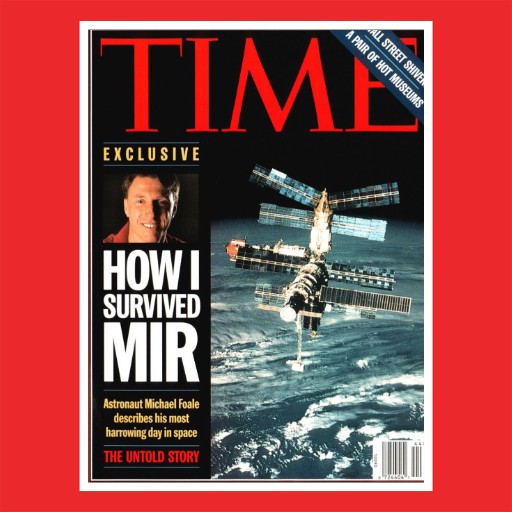 TIME
ALL STREET SHIVER
A PAIR OF HOT MUSEUMS
EXCLUSIVE
HOW I
SURVIVED
MIR
Astronaut Michael Foale
describes his most
harrowing day in space
THE UNTOLD STORY